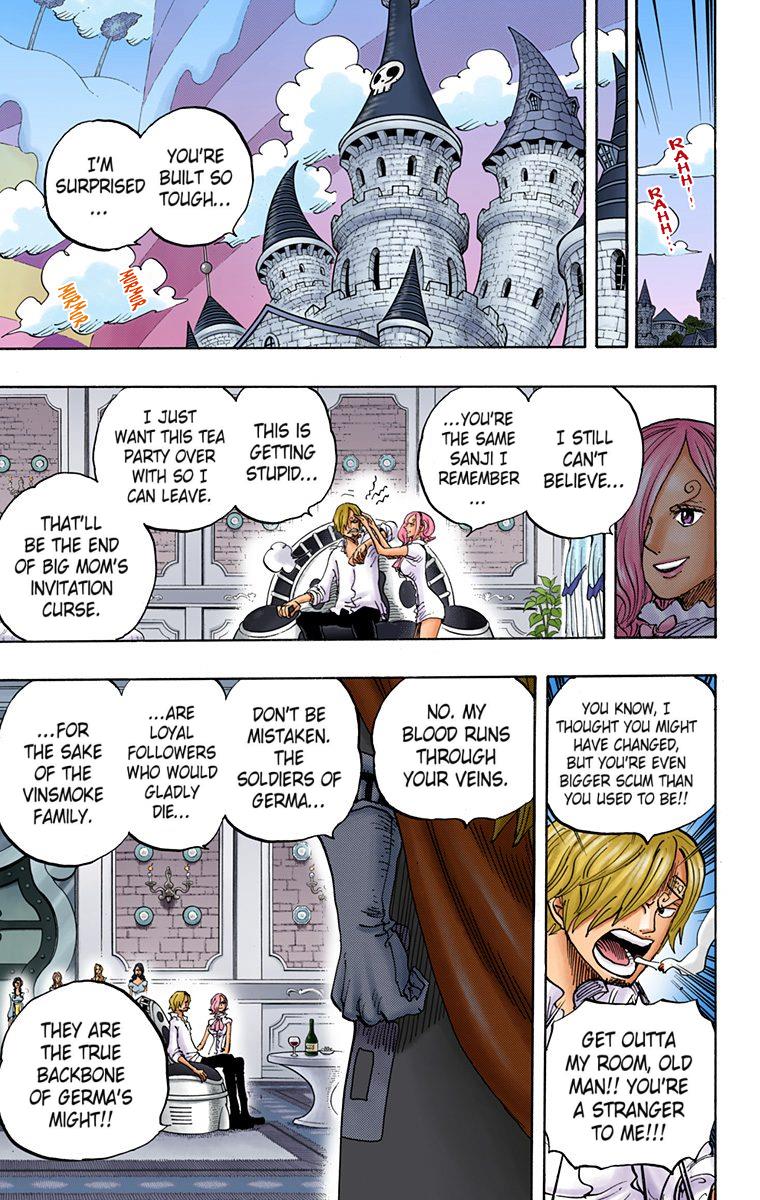 RAHH!!
RAHH!!
YOU'RE
BUILT SO
TOUGH...
I'M
SURPRISED
...
MURMUR
MURMUR
I STILL
CAN'T
BELIEVE...
...YOU'RE
THE SAME
SANJI I
REMEMBER
...
THIS IS
GETTING
STUPID...
I JUST
WANT THIS TEA
PARTY OVER
WITH SO I
CAN LEAVE.
THAT'LL
BE THE END
OF BIG MOM'S
INVITATION
CURSE.
YOU KNOW, I
THOUGHT YOU MIGHT
HAVE CHANGED,
BUT YOU'RE EVEN
BIGGER SCUM THAN
YOU USED TO BE!!
GET OUTTA
MY ROOM, OLD
MAN!! YOU'RE
A STRANGER
TO ME!!!
NO. MY
BLOOD RUNS
THROUGH
YOUR VEINS.
DON'T BE
MISTAKEN.
THE
SOLDIERS OF
GERMA...
...ARE
LOYAL
FOLLOWERS
WHO WOULD
GLADLY
DIE...
...FOR
THE SAKE
OF THE
VINSMOKE
FAMILY.
THEY ARE
THE TRUE
BACKBONE
OF GERMA'S
MIGHT!!